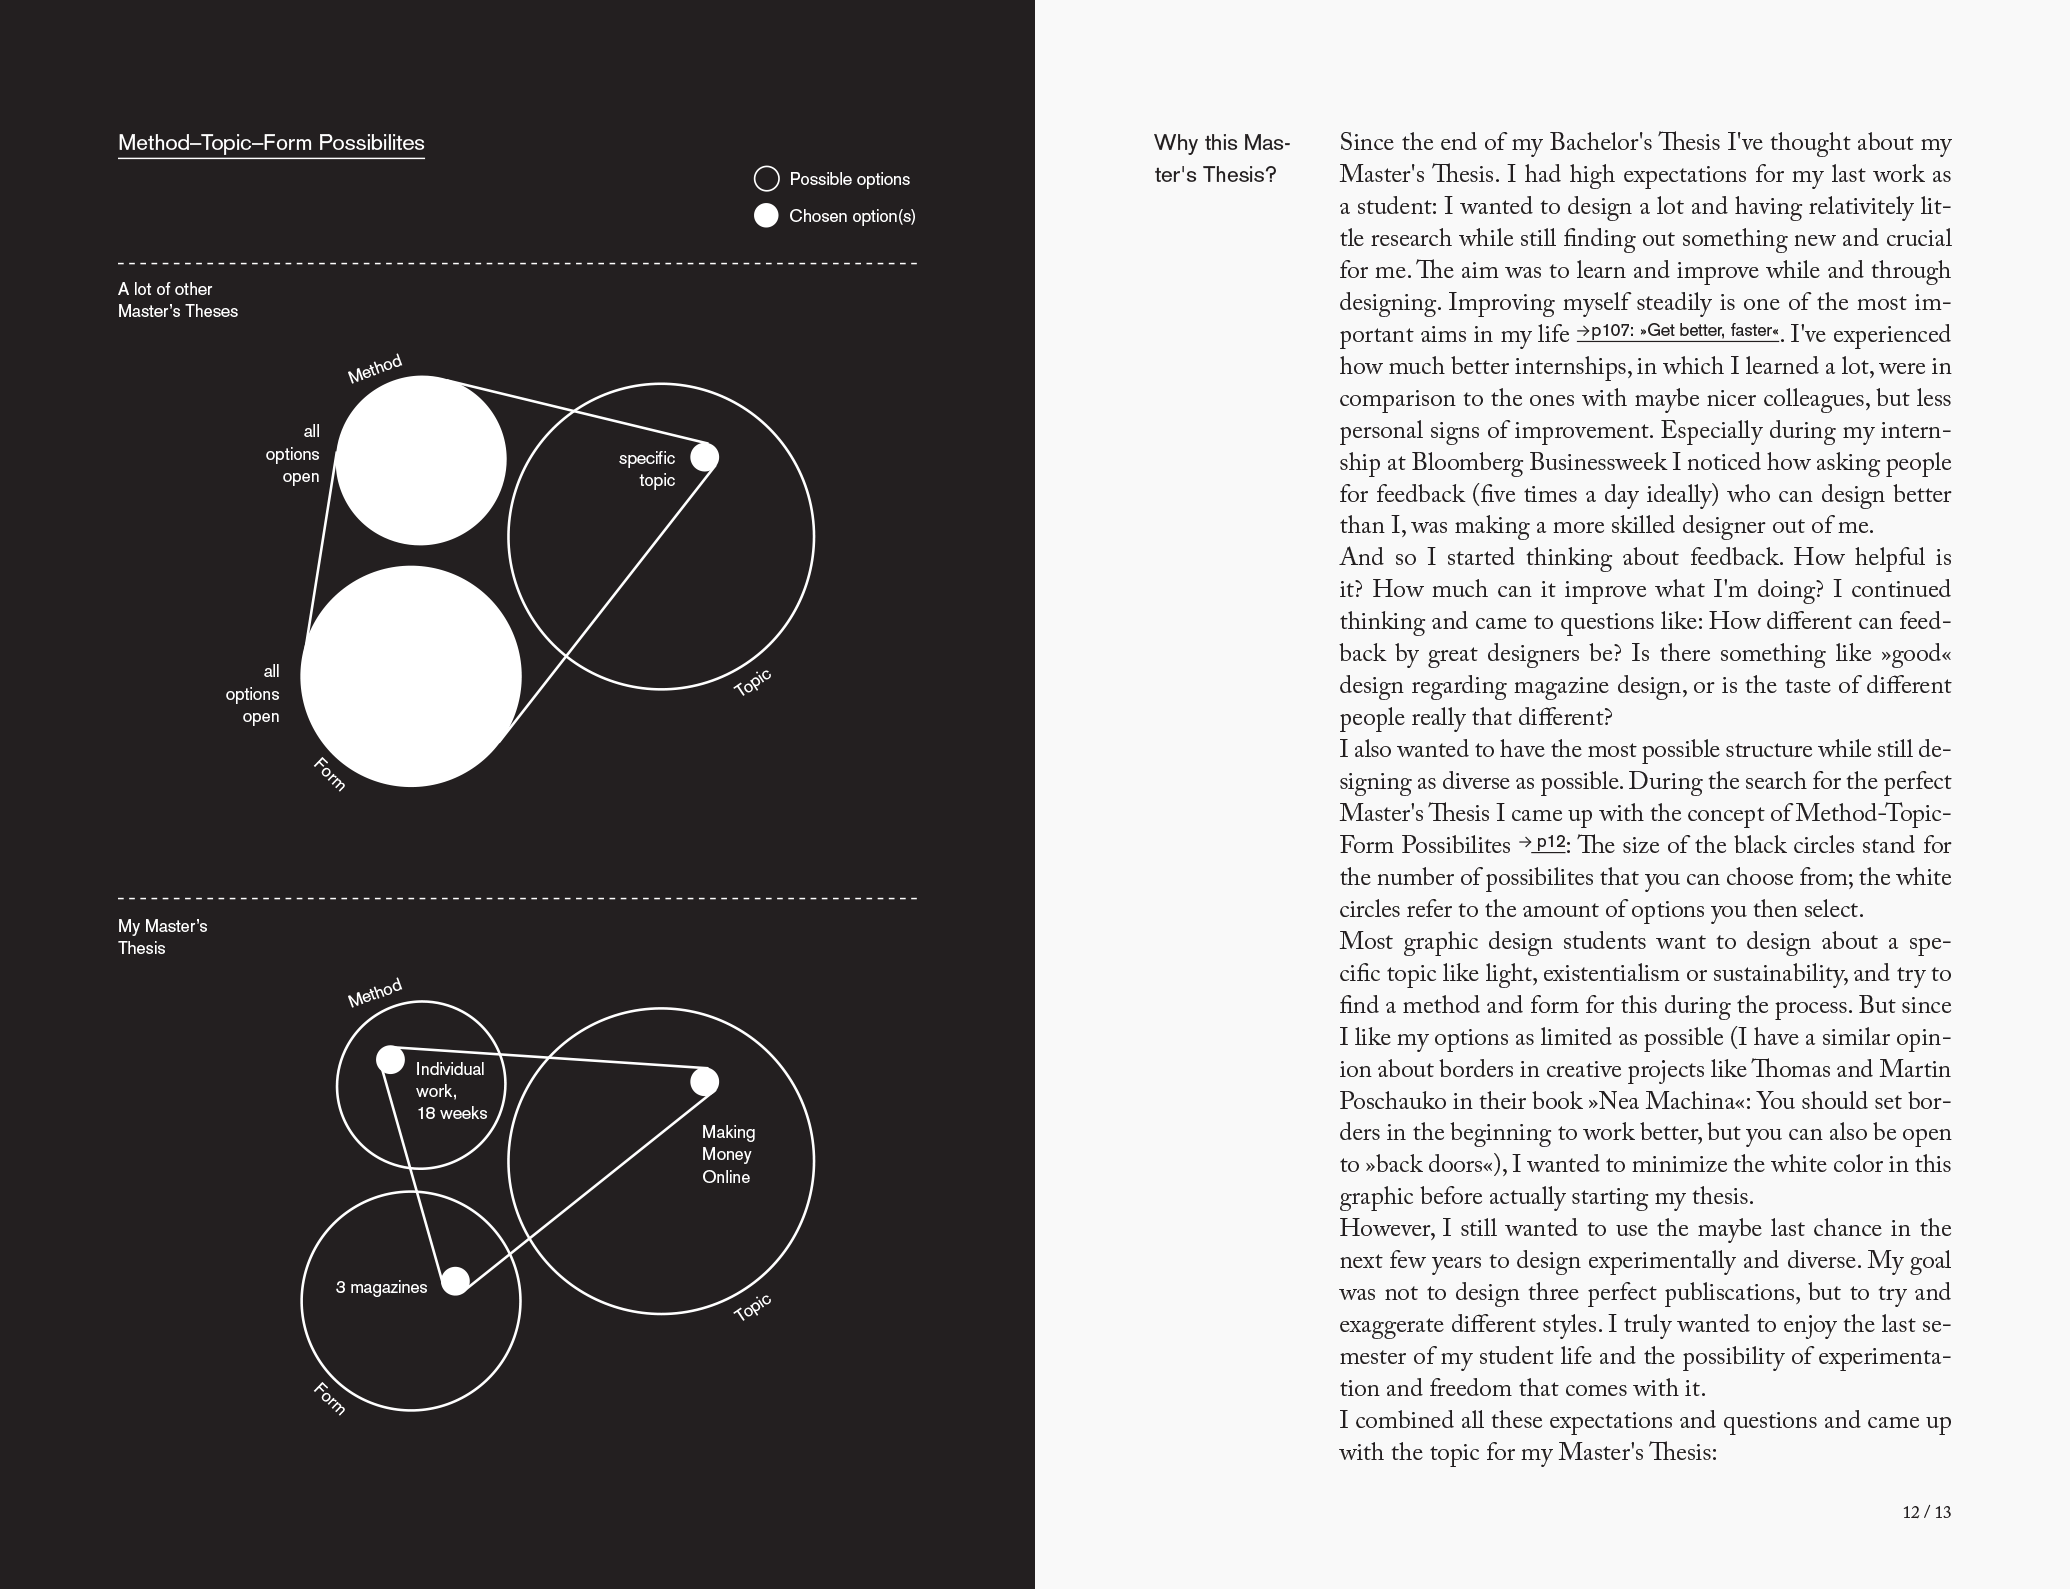 Method–Topic–Form Possibilites
Possible options
Chosen option(s)
A lot of other
Master’s Theses
Method
all
options
open
specific
topic
all
options
open
Topic
Form
My Master’s
Thesis
Method
Individual
work,
18 weeks
Making
Money
Online
3 magazines
Topic
Form
Why this Mas-
ter's Thesis?
Since the end of my Bachelor's Thesis I've thought about my
Master's Thesis. I had high expectations for my last work as
a student: I wanted to design a lot and having relativitely lit-
tle research while still finding out something new and crucial
for me. The aim was to learn and improve while and through
designing. Improving myself steadily is one of the most im-
portant aims in my life →p107: »Get better, faster«. I've experienced
how much better internships, in which I learned a lot, were in
comparison to the ones with maybe nicer colleagues, but less
personal signs of improvement. Especially during my intern-
ship at Bloomberg Businessweek I noticed how asking people
for feedback (five times a day ideally) who can design better
than I, was making a more skilled designer out of me.
And so I started thinking about feedback. How helpful is
it? How much can it improve what I'm doing? I continued
thinking and came to questions like: How different can feed-
back by great designers be? Is there something like »good«
design regarding magazine design, or is the taste of different
people really that different?
I also wanted to have the most possible structure while still de-
signing as diverse as possible. During the search for the perfect
Master's Thesis I came up with the concept of Method-Topic-
Form Possibilites → p12: The size of the black circles stand for
the number of possibilites that you can choose from; the white
circles refer to the amount of options you then select.
Most graphic design students want to design about a spe-
cific topic like light, existentialism or sustainability, and try to
find a method and form for this during the process. But since
I like my options as limited as possible (I have a similar opin-
ion about borders in creative projects like Thomas and Martin
Poschauko in their book »Nea Machina«: You should set bor-
ders in the beginning to work better, but you can also be open
to »back doors«), I wanted to minimize the white color in this
graphic before actually starting my thesis.
However, I still wanted to use the maybe last chance in the
next few years to design experimentally and diverse. My goal
was not to design three perfect publiscations, but to try and
exaggerate different styles. I truly wanted to enjoy the last se-
mester of my student life and the possibility of experimenta-
tion and freedom that comes with it.
I combined all these expectations and questions and came up
with the topic for my Master's Thesis:
12 / 13